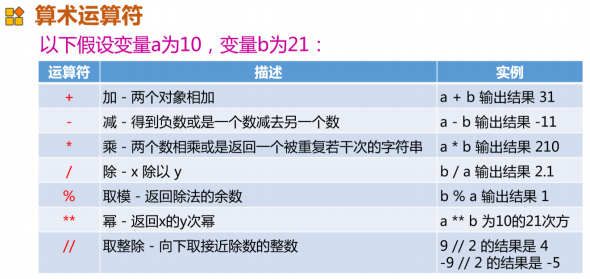 算术运算符
以下假设变量a为10，变量b为21：
运算符 描述 实例
+ 加 - 两个对象相加 a + b 输出结果 31
- 减 - 得到负数或是一个数减去另一个数 a - b 输出结果 -11
* 乘 - 两个数相乘或是返回一个被重复若干次的字符串 a * b 输出结果 210
/ 除 - x 除以 y b / a 输出结果 2.1
% 取模 - 返回除法的余数 b % a 输出结果 1
** 幂 - 返回x的y次幂 a ** b 为10的21次方
// 取整除 - 向下取接近除数的整数 9 // 2 的结果是 4
-9 // 2 的结果是 -5